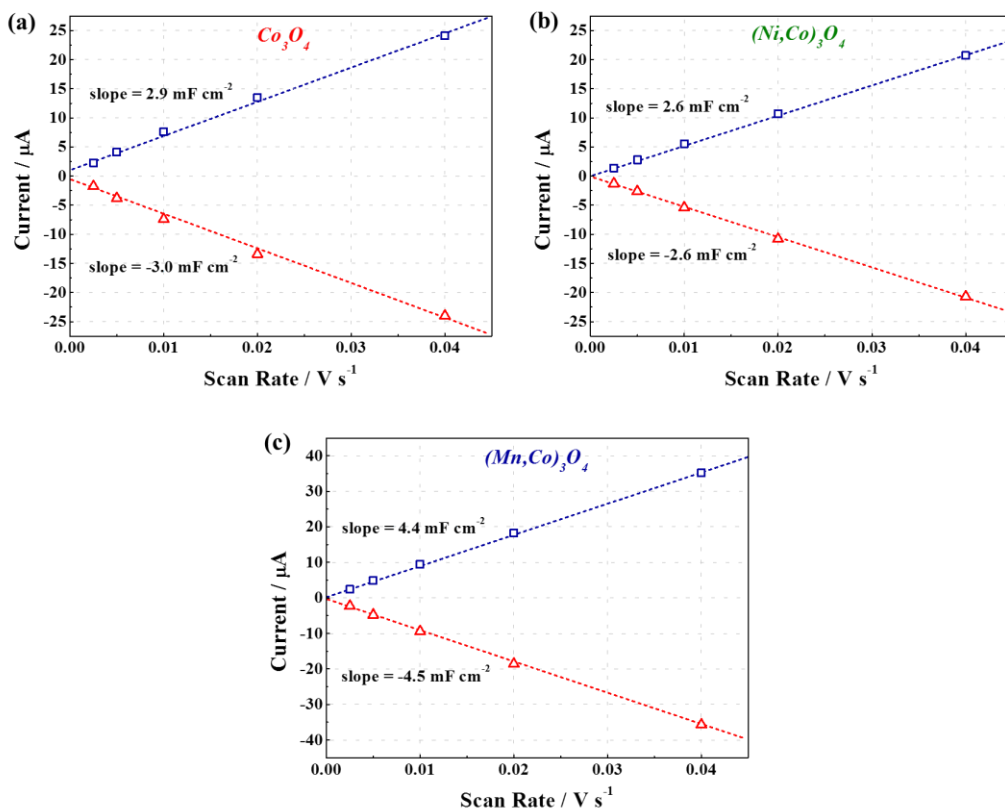 (a)
Co₃O₄
25
20
15
10
5
0
-5
-10
-15
-20
-25
Current / μA
slope = 2.9 mF cm⁻²
slope = -3.0 mF cm⁻²
0.00 0.01 0.02 0.03 0.04
Scan Rate / V s⁻¹
(b)
(Ni,Co)₃O₄
25
20
15
10
5
0
-5
-10
-15
-20
-25
Current / μA
slope = 2.6 mF cm⁻²
slope = -2.6 mF cm⁻²
0.00 0.01 0.02 0.03 0.04
Scan Rate / V s⁻¹
(c)
(Mn,Co)₃O₄
40
30
20
10
0
-10
-20
-30
-40
Current / μA
slope = 4.4 mF cm⁻²
slope = -4.5 mF cm⁻²
0.00 0.01 0.02 0.03 0.04
Scan Rate / V s⁻¹